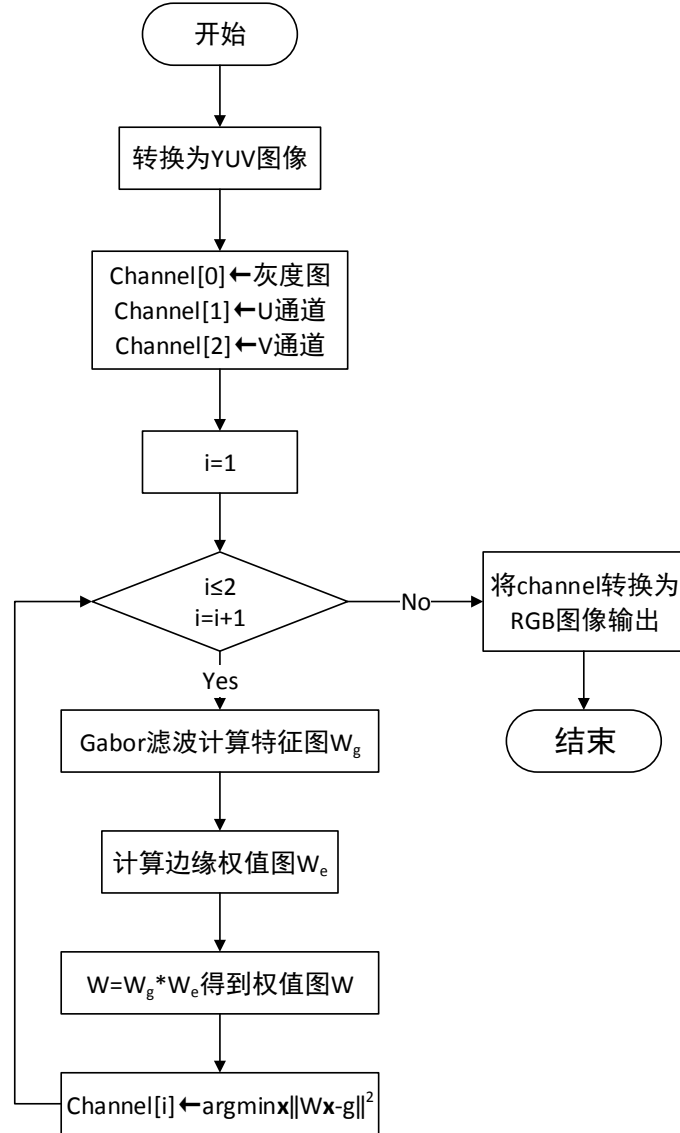 开始
转换为YUV图像
Channel[0]←灰度图
Channel[1]←U通道
Channel[2]←V通道
i=1
i≤2
i=i+1
No
将channel转换为
RGB图像输出
Yes
结束
Gabor滤波计算特征图W_g
计算边缘权值图W_e
W=W_g*W_e得到权值图W
Channel[i]←argminx||Wx-g||²